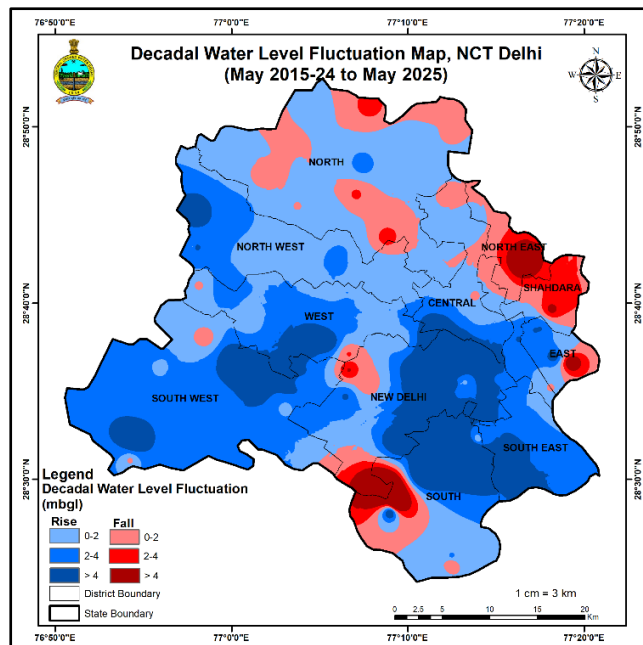 Decadal Water Level Fluctuation Map, NCT Delhi
(May 2015-24 to May 2025)
76°50'0"E 77°0'0"E 77°10'0"E 77°20'0"E
N
W E
S
28°50'0"N 28°50'0"N
NORTH
NORTH WEST
NORTH EAST
SHAHDARA
28°40'0"N 28°40'0"N
CENTRAL
WEST
EAST
SOUTH WEST
NEW DELHI
SOUTH EAST
28°30'0"N 28°30'0"N
SOUTH
Legend
Decadal Water Level Fluctuation
(mbgl)
Rise Fall
0-2 0-2
2-4 2-4
> 4 > 4
District Boundary
State Boundary
1 cm = 3 km
0 2.5 5 10 15 20
Km
76°50'0"E 77°0'0"E 77°10'0"E 77°20'0"E